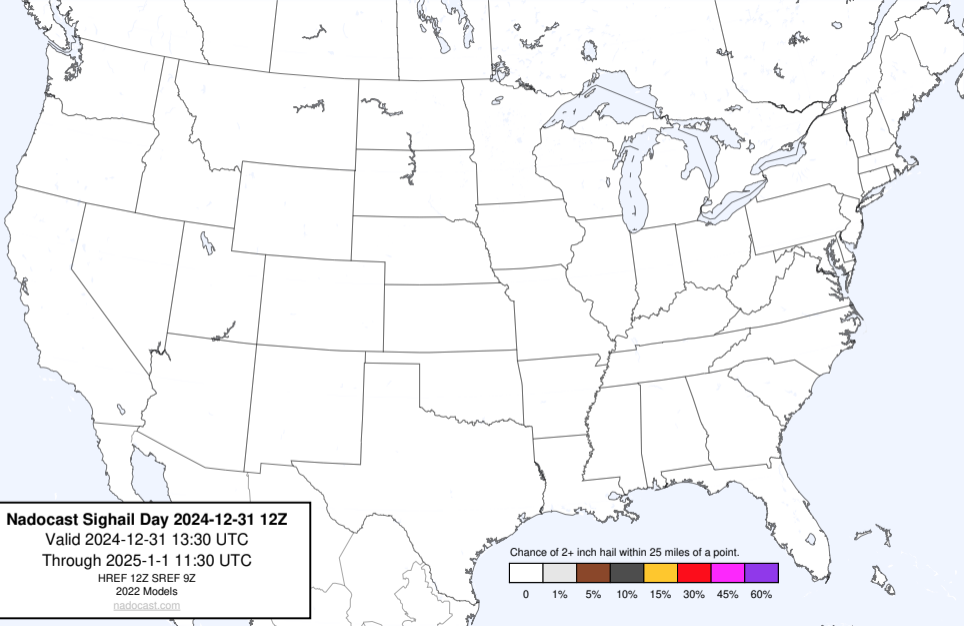 Nadocast Sighail Day 2024-12-31 12Z
Valid 2024-12-31 13:30 UTC
Through 2025-1-1 11:30 UTC
HREF 12Z SREF 9Z
2022 Models
nadocast.com
Chance of 2+ inch hail within 25 miles of a point.
0 1% 5% 10% 15% 30% 45% 60%